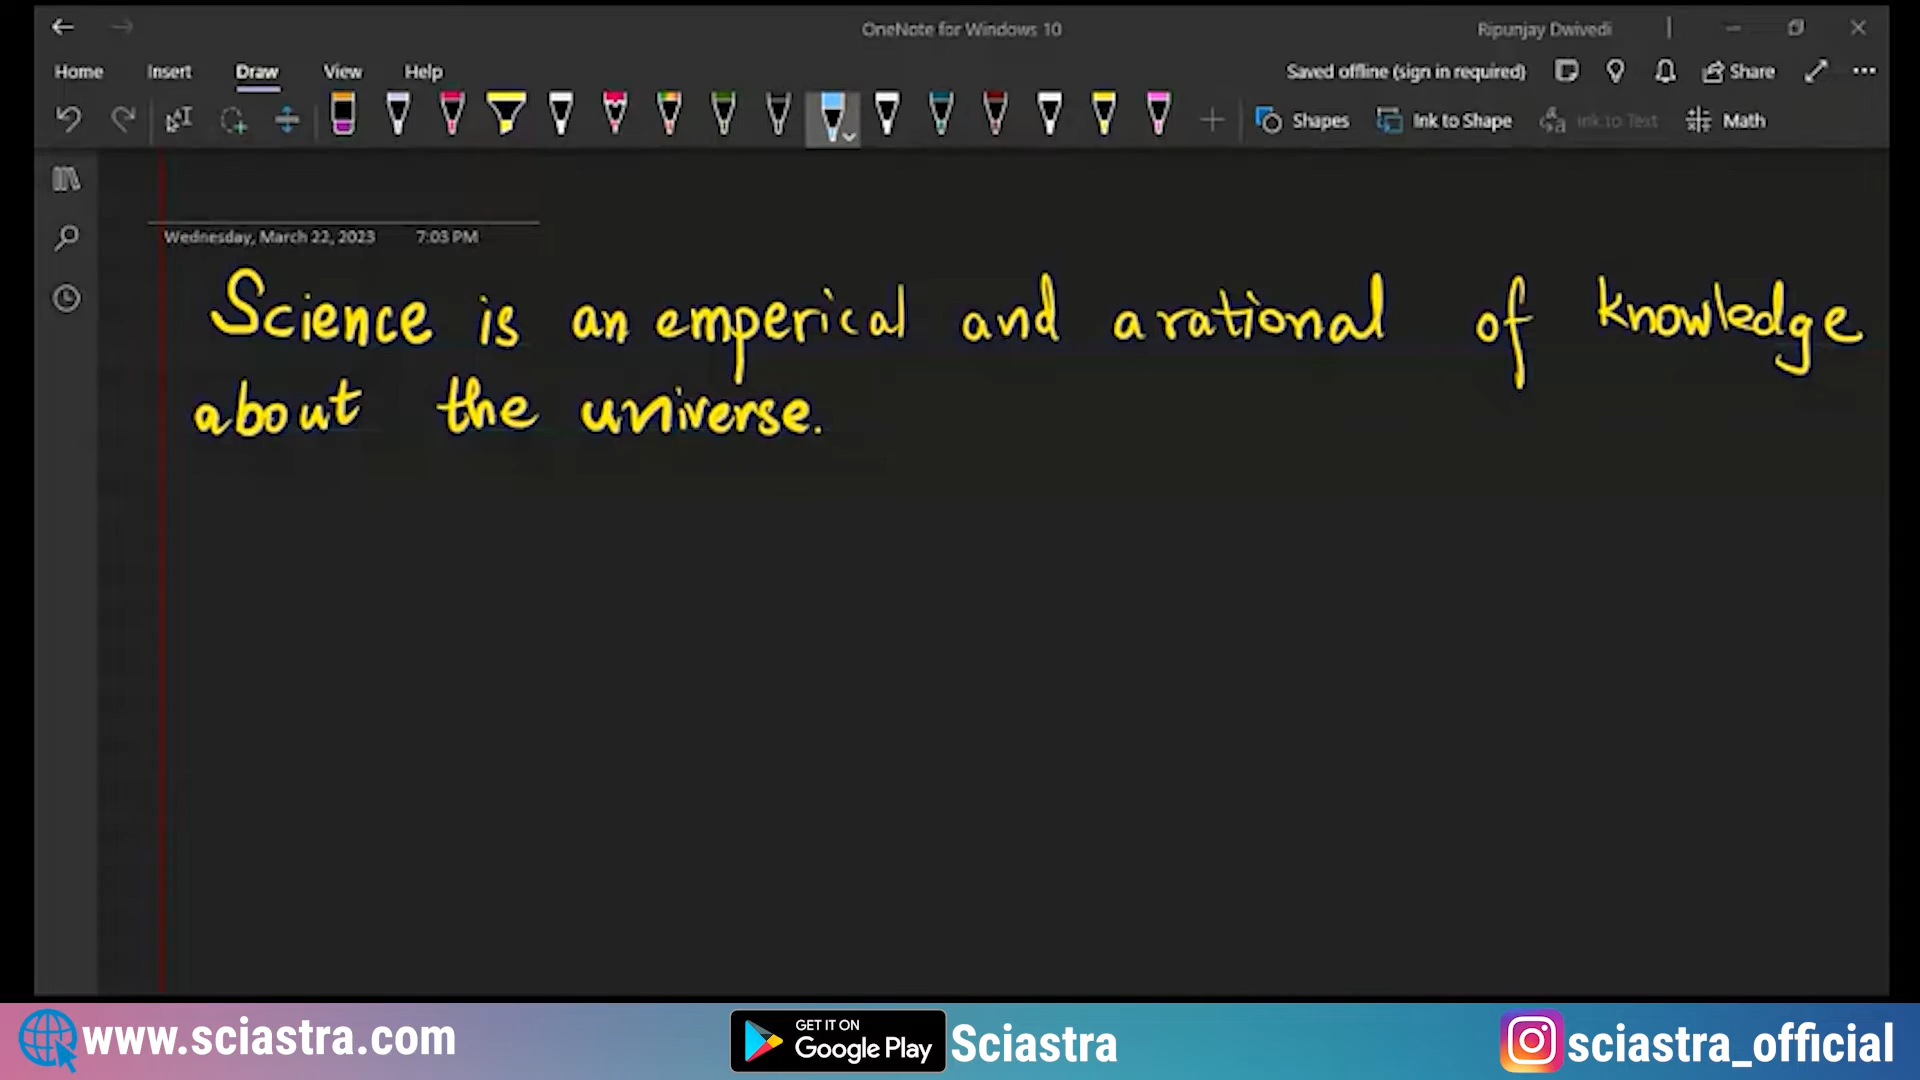 OneNote for Windows 10
Ripunjay Dwivedi
Home Insert Draw View Help
Saved offline (sign in required) Share
Shapes Ink to Shape Ink to Text Math
Wednesday, March 22, 2023 7:03 PM
Science is an emperical and a rational of knowledge
about the universe.
www.sciastra.com
GET IT ON
Google Play
Sciastra
sciastra_official